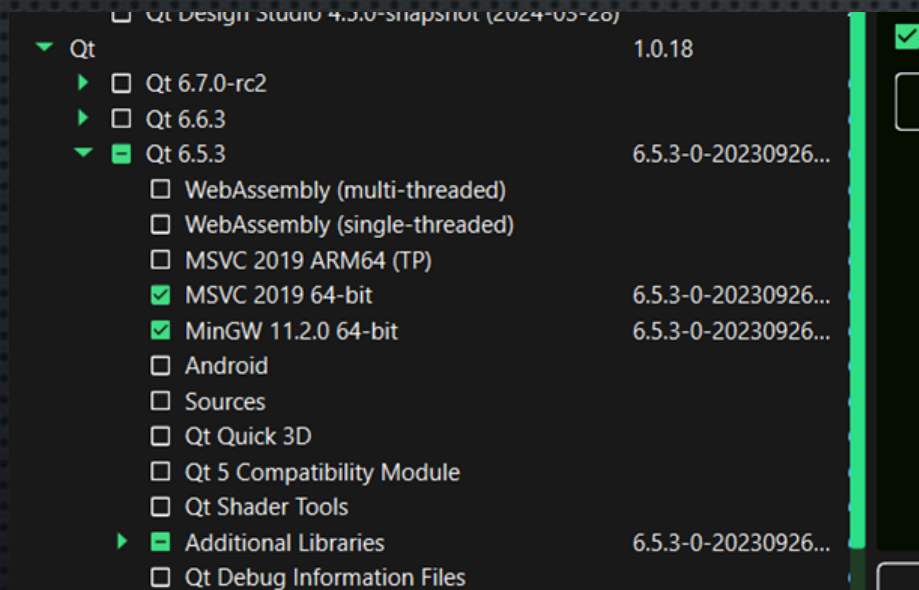 Qt Design Studio 4.5.0-snapshot (2024-03-28)
Qt 1.0.18
Qt 6.7.0-rc2
Qt 6.6.3
Qt 6.5.3 6.5.3-0-20230926...
WebAssembly (multi-threaded)
WebAssembly (single-threaded)
MSVC 2019 ARM64 (TP)
MSVC 2019 64-bit 6.5.3-0-20230926...
MinGW 11.2.0 64-bit 6.5.3-0-20230926...
Android
Sources
Qt Quick 3D
Qt 5 Compatibility Module
Qt Shader Tools
Additional Libraries 6.5.3-0-20230926...
Qt Debug Information Files